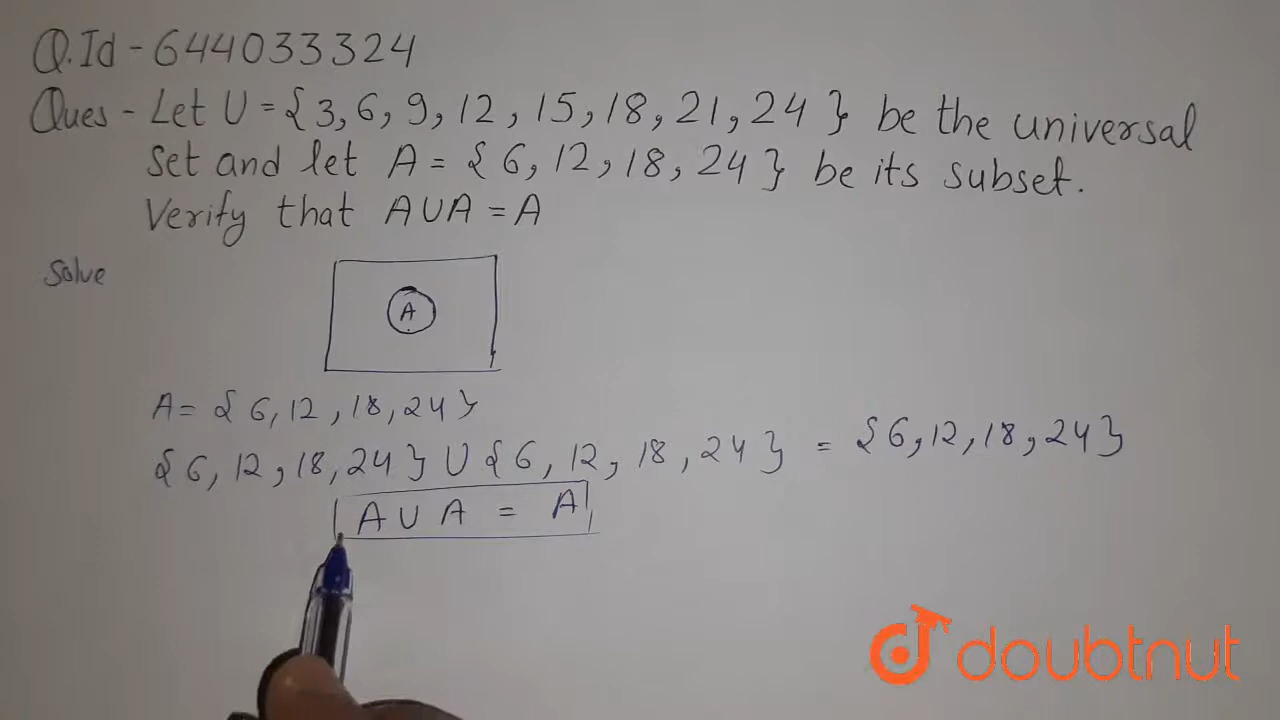 Q.Id - 644033324
Ques - Let U = {3, 6, 9, 12, 15, 18, 21, 24} be the universal
set and let A = {6, 12, 18, 24} be its subset.
Verify that A∪A = A
Solve
A
A = {6, 12, 18, 24}
{6, 12, 18, 24} ∪ {6, 12, 18, 24} = {6, 12, 18, 24}
A ∪ A = A
doubtnut